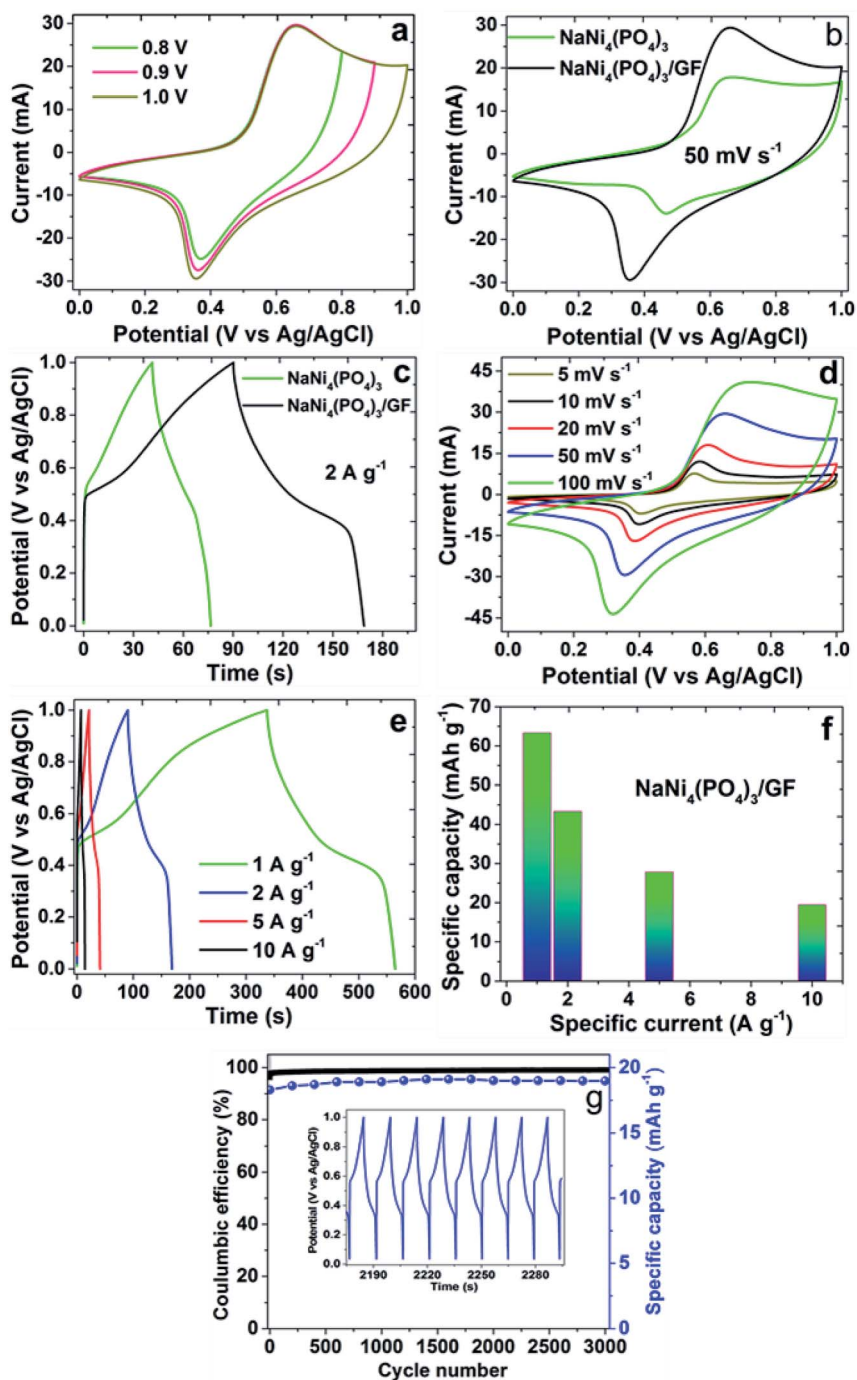 a
0.8 V
0.9 V
1.0 V
30
20
10
0
-10
-20
-30
Current (mA)
0.0 0.2 0.4 0.6 0.8 1.0
Potential (V vs Ag/AgCl)
b
NaNi₄(PO₄)₃
NaNi₄(PO₄)₃/GF
50 mV s⁻¹
30
20
10
0
-10
-20
-30
Current (mA)
0.0 0.2 0.4 0.6 0.8 1.0
Potential (V vs Ag/AgCl)
c
NaNi₄(PO₄)₃
NaNi₄(PO₄)₃/GF
2 A g⁻¹
1.0
0.8
0.6
0.4
0.2
0.0
Potential (V vs Ag/AgCl)
0 30 60 90 120 150 180
Time (s)
d
5 mV s⁻¹
10 mV s⁻¹
20 mV s⁻¹
50 mV s⁻¹
100 mV s⁻¹
45
30
15
0
-15
-30
-45
Current (mA)
0.0 0.2 0.4 0.6 0.8 1.0
Potential (V vs Ag/AgCl)
e
1 A g⁻¹
2 A g⁻¹
5 A g⁻¹
10 A g⁻¹
1.0
0.8
0.6
0.4
0.2
0.0
Potential (V vs Ag/AgCl)
0 100 200 300 400 500 600
Time (s)
f
NaNi₄(PO₄)₃/GF
70
60
50
40
30
20
10
0
Specific capacity (mAh g⁻¹)
0 2 4 6 8 10
Specific current (A g⁻¹)
g
100
80
60
40
20
0
Coulumbic efficiency (%)
20
15
10
5
0
Specific capacity (mAh g⁻¹)
1.0
0.8
0.6
0.4
0.2
0.0
Potential (V vs Ag/AgCl)
2190 2220 2250 2280
Time (s)
0 500 1000 1500 2000 2500 3000
Cycle number